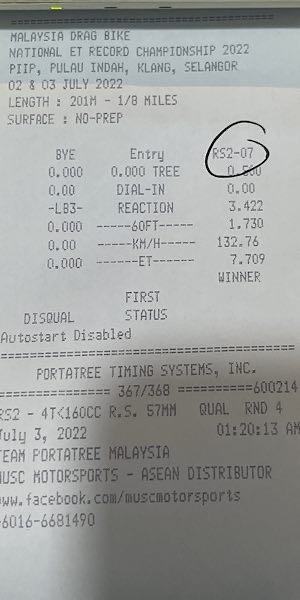 MALAYSIA DRAG BIKE
NATIONAL ET RECORD CHAMPIONSHIP 2022
PIIP, PULAU INDAH, KLANG, SELANGOR
02 & 03 JULY 2022
LENGTH : 201M - 1/8 MILES
SURFACE : NO-PREP
BYE Entry RS2-07
0.000 0.000 TREE 0.500
0.00 DIAL-IN 0.00
-LB3- REACTION 3.422
0.000 -----60FT----- 1.730
0.00 -----KM/H----- 132.76
0.000 ------ET------ 7.709
WINNER
FIRST
DISQUAL STATUS
Autostart Disabled
PORTATREE TIMING SYSTEMS, INC.
================ 367/368 ==========600214
RS2 - 4T<160CC R.S. 57MM QUAL RND 4
July 3, 2022 01:20:13 AM
TEAM PORTATREE MALAYSIA
MUSC MOTORSPORTS - ASEAN DISTRIBUTOR
www.facebook.com/muscmotorsports
-6016-6681490